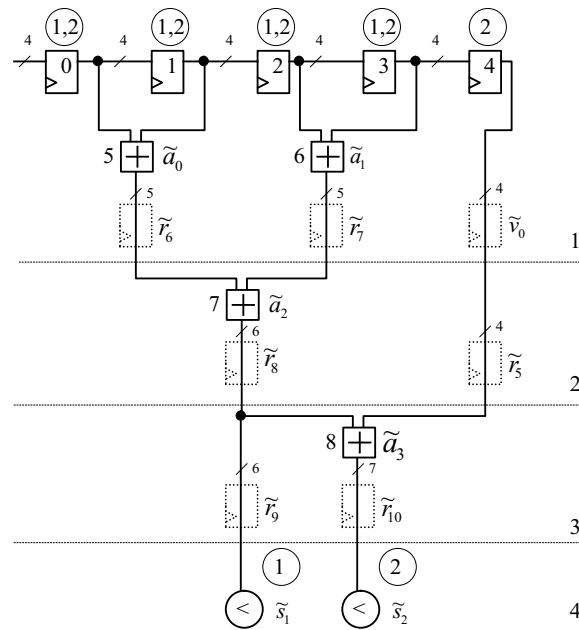 1,2 1,2 1,2 1,2 2
4 4 4 4 4
0 1 2 3 4
5 + ã₀ 6 + ã₁
5 5 4
r̃₆ r̃₇ ṽ₀
1
7 + ã₂
6 4
r̃₈ r̃₅
2
8 + ã₃
6 7
r̃₉ r̃₁₀
3
1 2
< s̃₁ < s̃₂
4